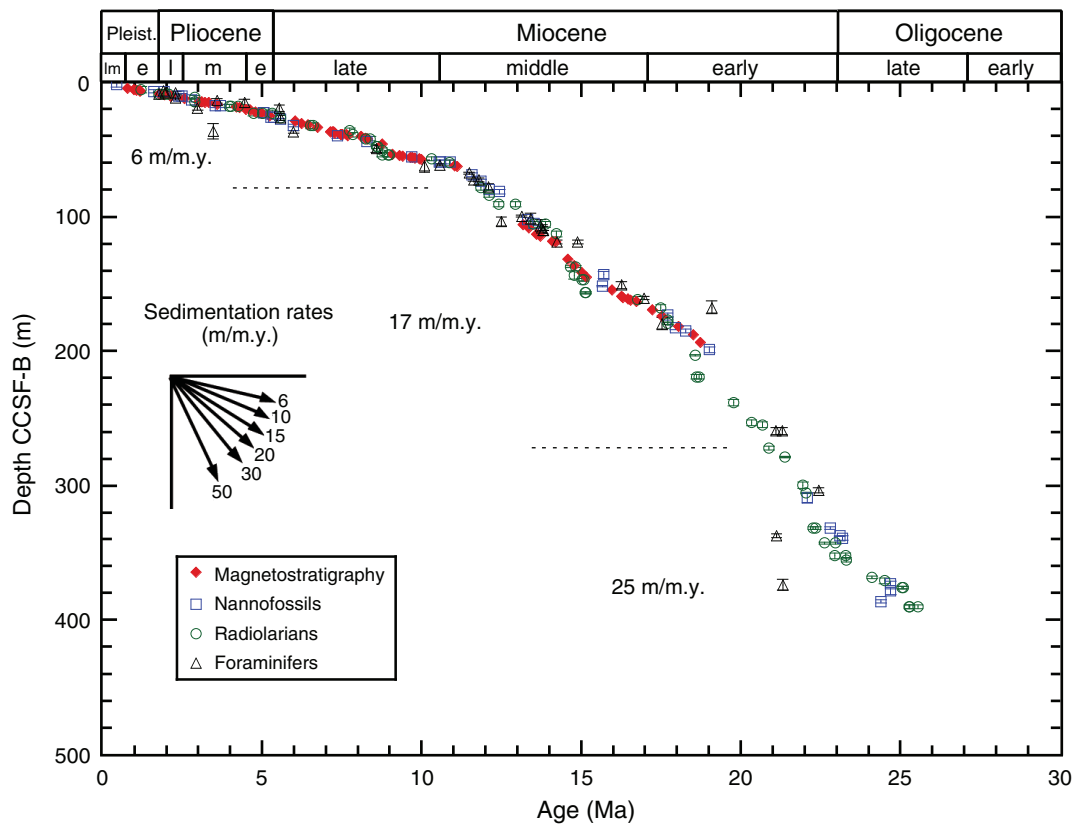 Pleist. Pliocene Miocene Oligocene
lm e l m e late middle early late early
0
100
200
300
400
500
Depth CCSF-B (m)
6 m/m.y.
17 m/m.y.
25 m/m.y.
Sedimentation rates
(m/m.y.)
6
10
15
20
30
50
Magnetostratigraphy
Nannofossils
Radiolarians
Foraminifers
0 5 10 15 20 25 30
Age (Ma)